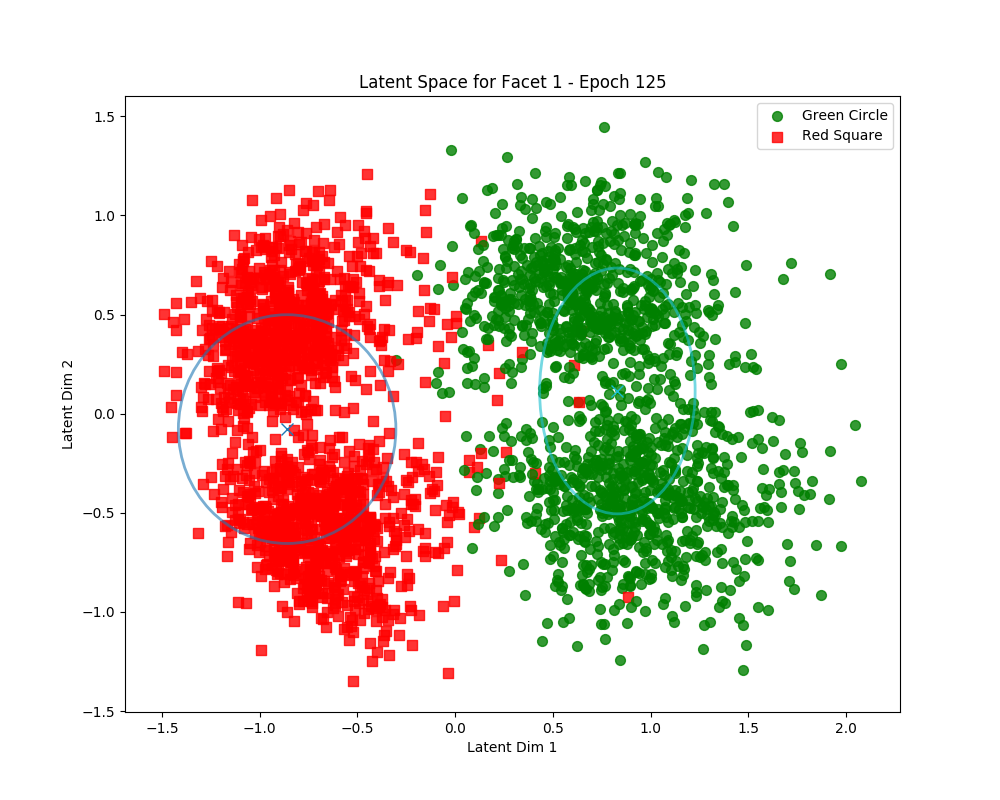 Latent Space for Facet 1 - Epoch 125
Green Circle
Red Square
1.5
1.0
0.5
0.0
−0.5
−1.0
−1.5
Latent Dim 2
−1.5 −1.0 −0.5 0.0 0.5 1.0 1.5 2.0
Latent Dim 1